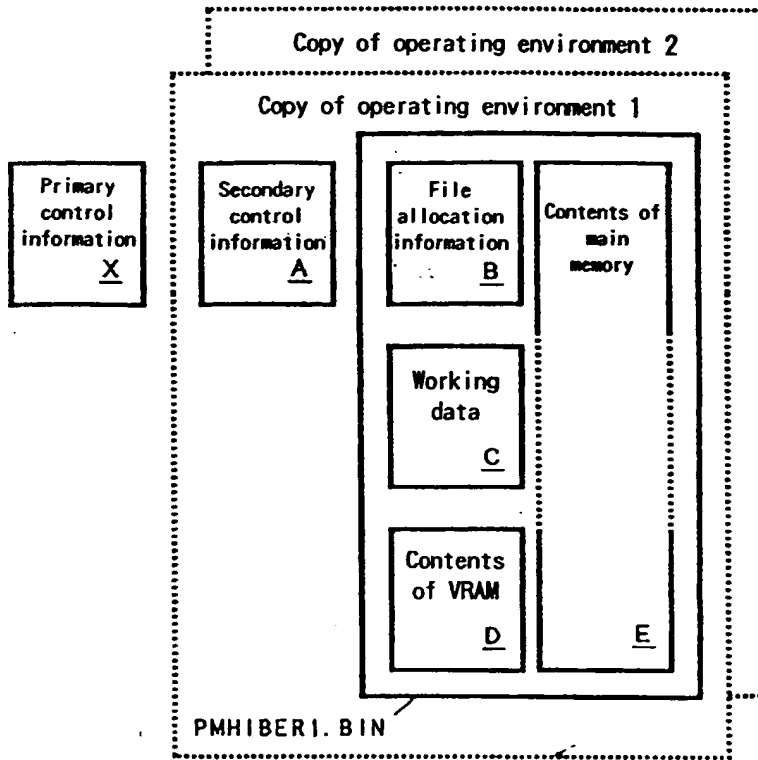 Copy of operating environment 2
Copy of operating environment 1
Primary
control
information
X
Secondary
control
information
A
File
allocation
information
B
Contents of
main
memory
Working
data
C
Contents
of VRAM
D
E
PMHIBER1.BIN